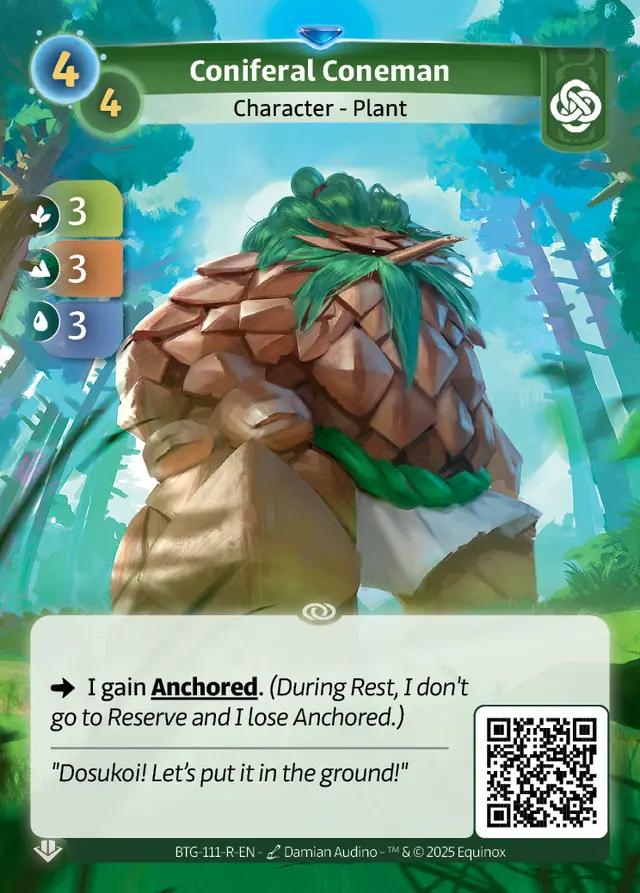 4
Coniferal Coneman
4
Character - Plant
3
3
3
I gain Anchored. (During Rest, I don't
go to Reserve and I lose Anchored.)
"Dosukoi! Let's put it in the ground!"
BTG-111-R-EN - Damian Audino - ™ & © 2025 Equinox